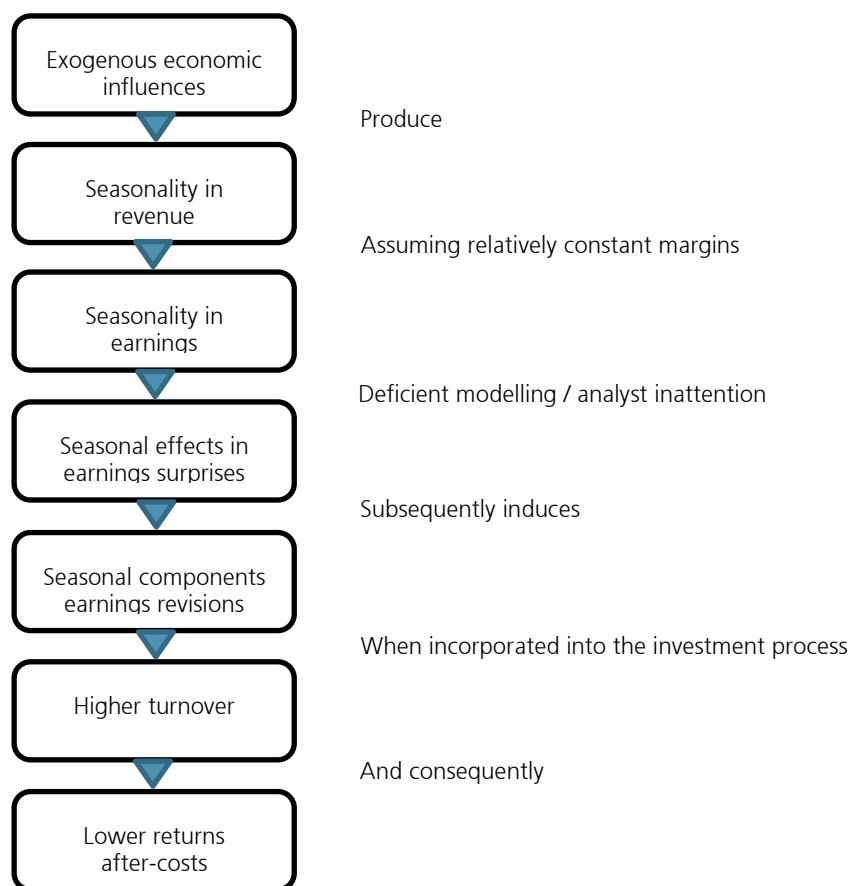 Exogenous economic
influences
Produce
Seasonality in
revenue
Assuming relatively constant margins
Seasonality in
earnings
Deficient modelling / analyst inattention
Seasonal effects in
earnings surprises
Subsequently induces
Seasonal components
earnings revisions
When incorporated into the investment process
Higher turnover
And consequently
Lower returns
after-costs